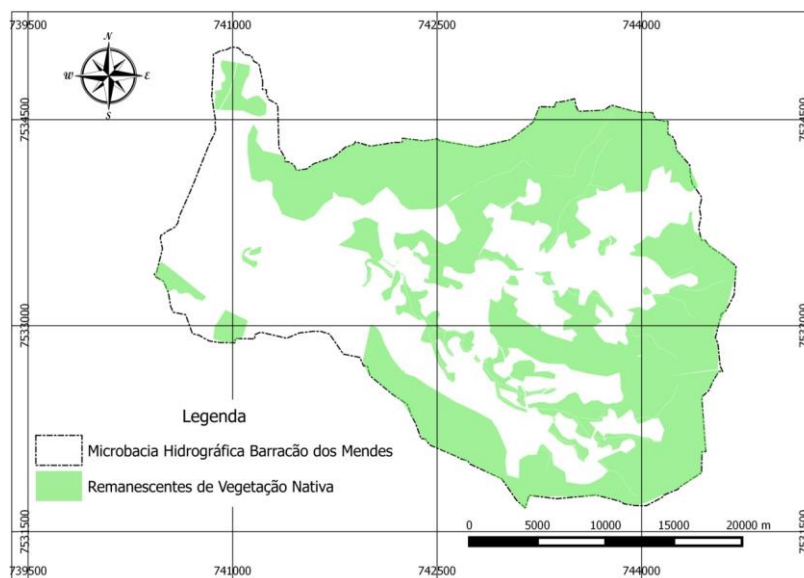 739500 741000 742500 744000
N
W E
S
7534500 7534500
7533000 7533000
Legenda
Microbacia Hidrográfica Barracão dos Mendes
Remanescentes de Vegetação Nativa
0 5000 10000 15000 20000 m
7531500 7531500
739500 741000 742500 744000